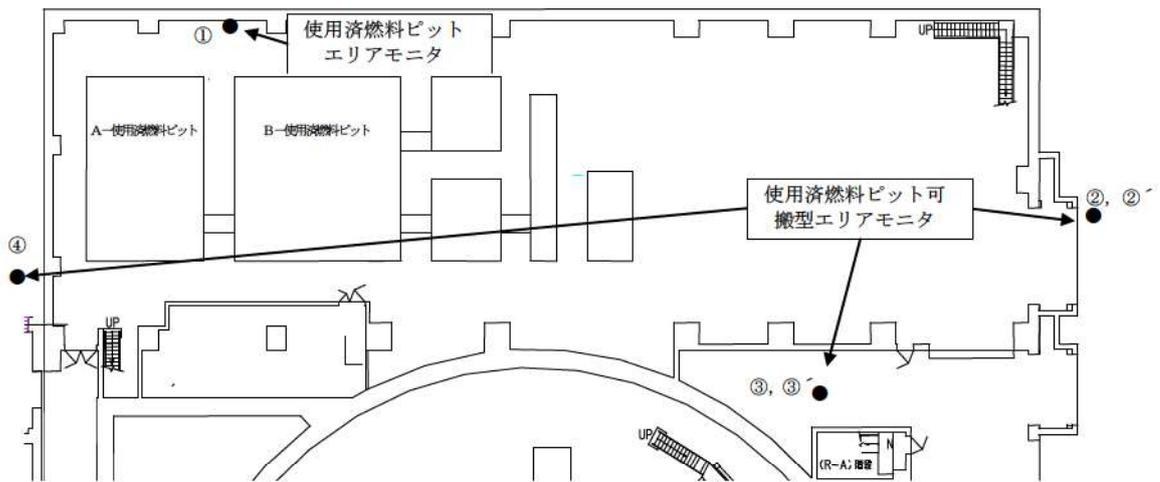 ①
使用済燃料ピット
エリアモニタ
UP
A－使用済燃料ピット
B－使用済燃料ピット
使用済燃料ピット可
搬型エリアモニタ
②，②´
④
UP
③，③´
UP
N
(R-A)階段